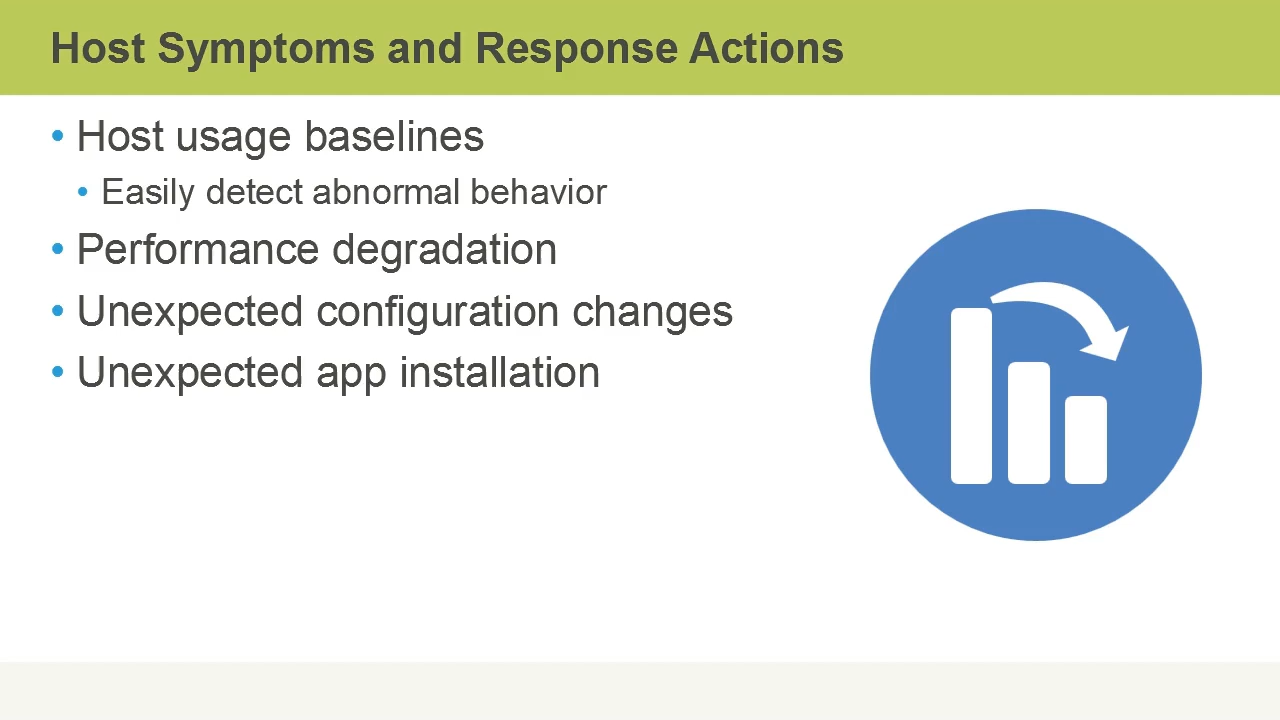 Host Symptoms and Response Actions
• Host usage baselines
• Easily detect abnormal behavior
• Performance degradation
• Unexpected configuration changes
• Unexpected app installation